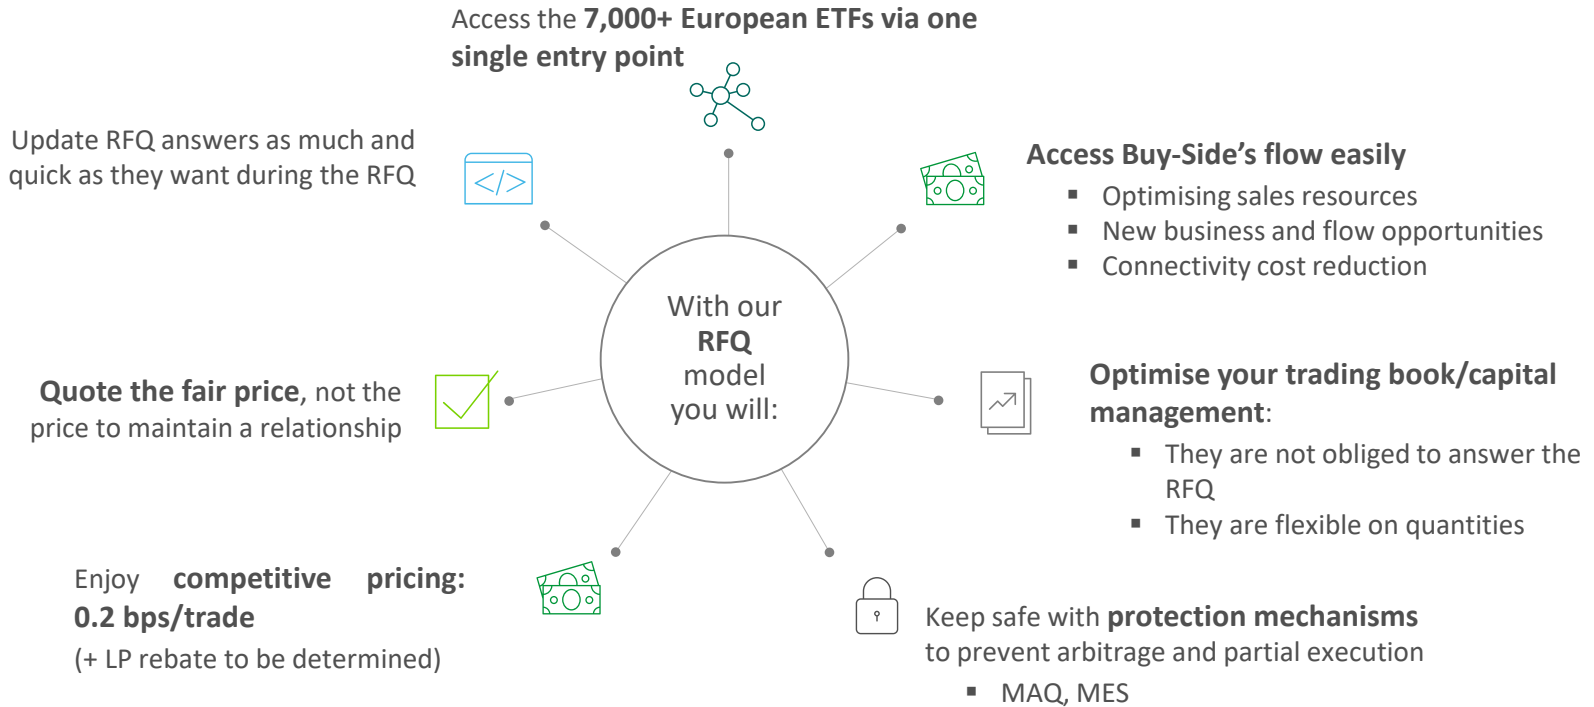 Access the 7,000+ European ETFs via one
single entry point
Update RFQ answers as much and
quick as they want during the RFQ
</>
Access Buy-Side's flow easily
▪ Optimising sales resources
▪ New business and flow opportunities
▪ Connectivity cost reduction
With our
RFQ
model
you will:
Quote the fair price, not the
price to maintain a relationship
Optimise your trading book/capital
management:
▪ They are not obliged to answer the
RFQ
▪ They are flexible on quantities
Enjoy competitive pricing:
0.2 bps/trade
(+ LP rebate to be determined)
Keep safe with protection mechanisms
to prevent arbitrage and partial execution
▪ MAQ, MES